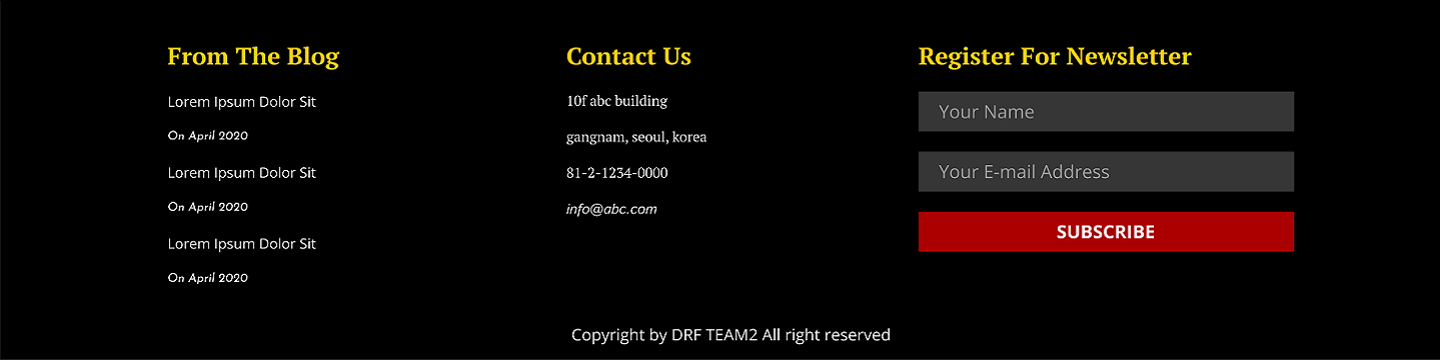 From The Blog
Lorem Ipsum Dolor Sit
On April 2020
Lorem Ipsum Dolor Sit
On April 2020
Lorem Ipsum Dolor Sit
On April 2020
Contact Us
10f abc building
gangnam, seoul, korea
81-2-1234-0000
info@abc.com
Register For Newsletter
Your Name
Your E-mail Address
SUBSCRIBE
Copyright by DRF TEAM2 All right reserved